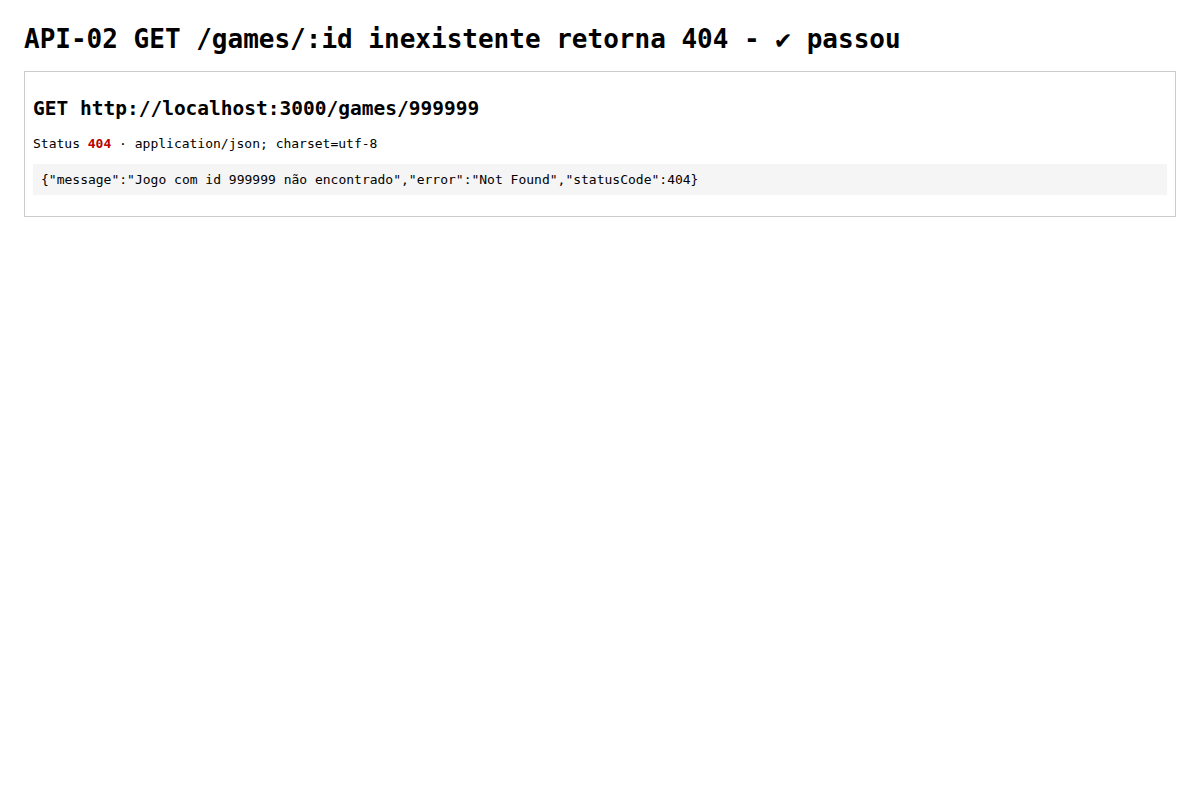 API-02 GET /games/:id inexistente retorna 404 - ✔ passou
GET http://localhost:3000/games/999999
Status 404 · application/json; charset=utf-8
{"message":"Jogo com id 999999 não encontrado","error":"Not Found","statusCode":404}